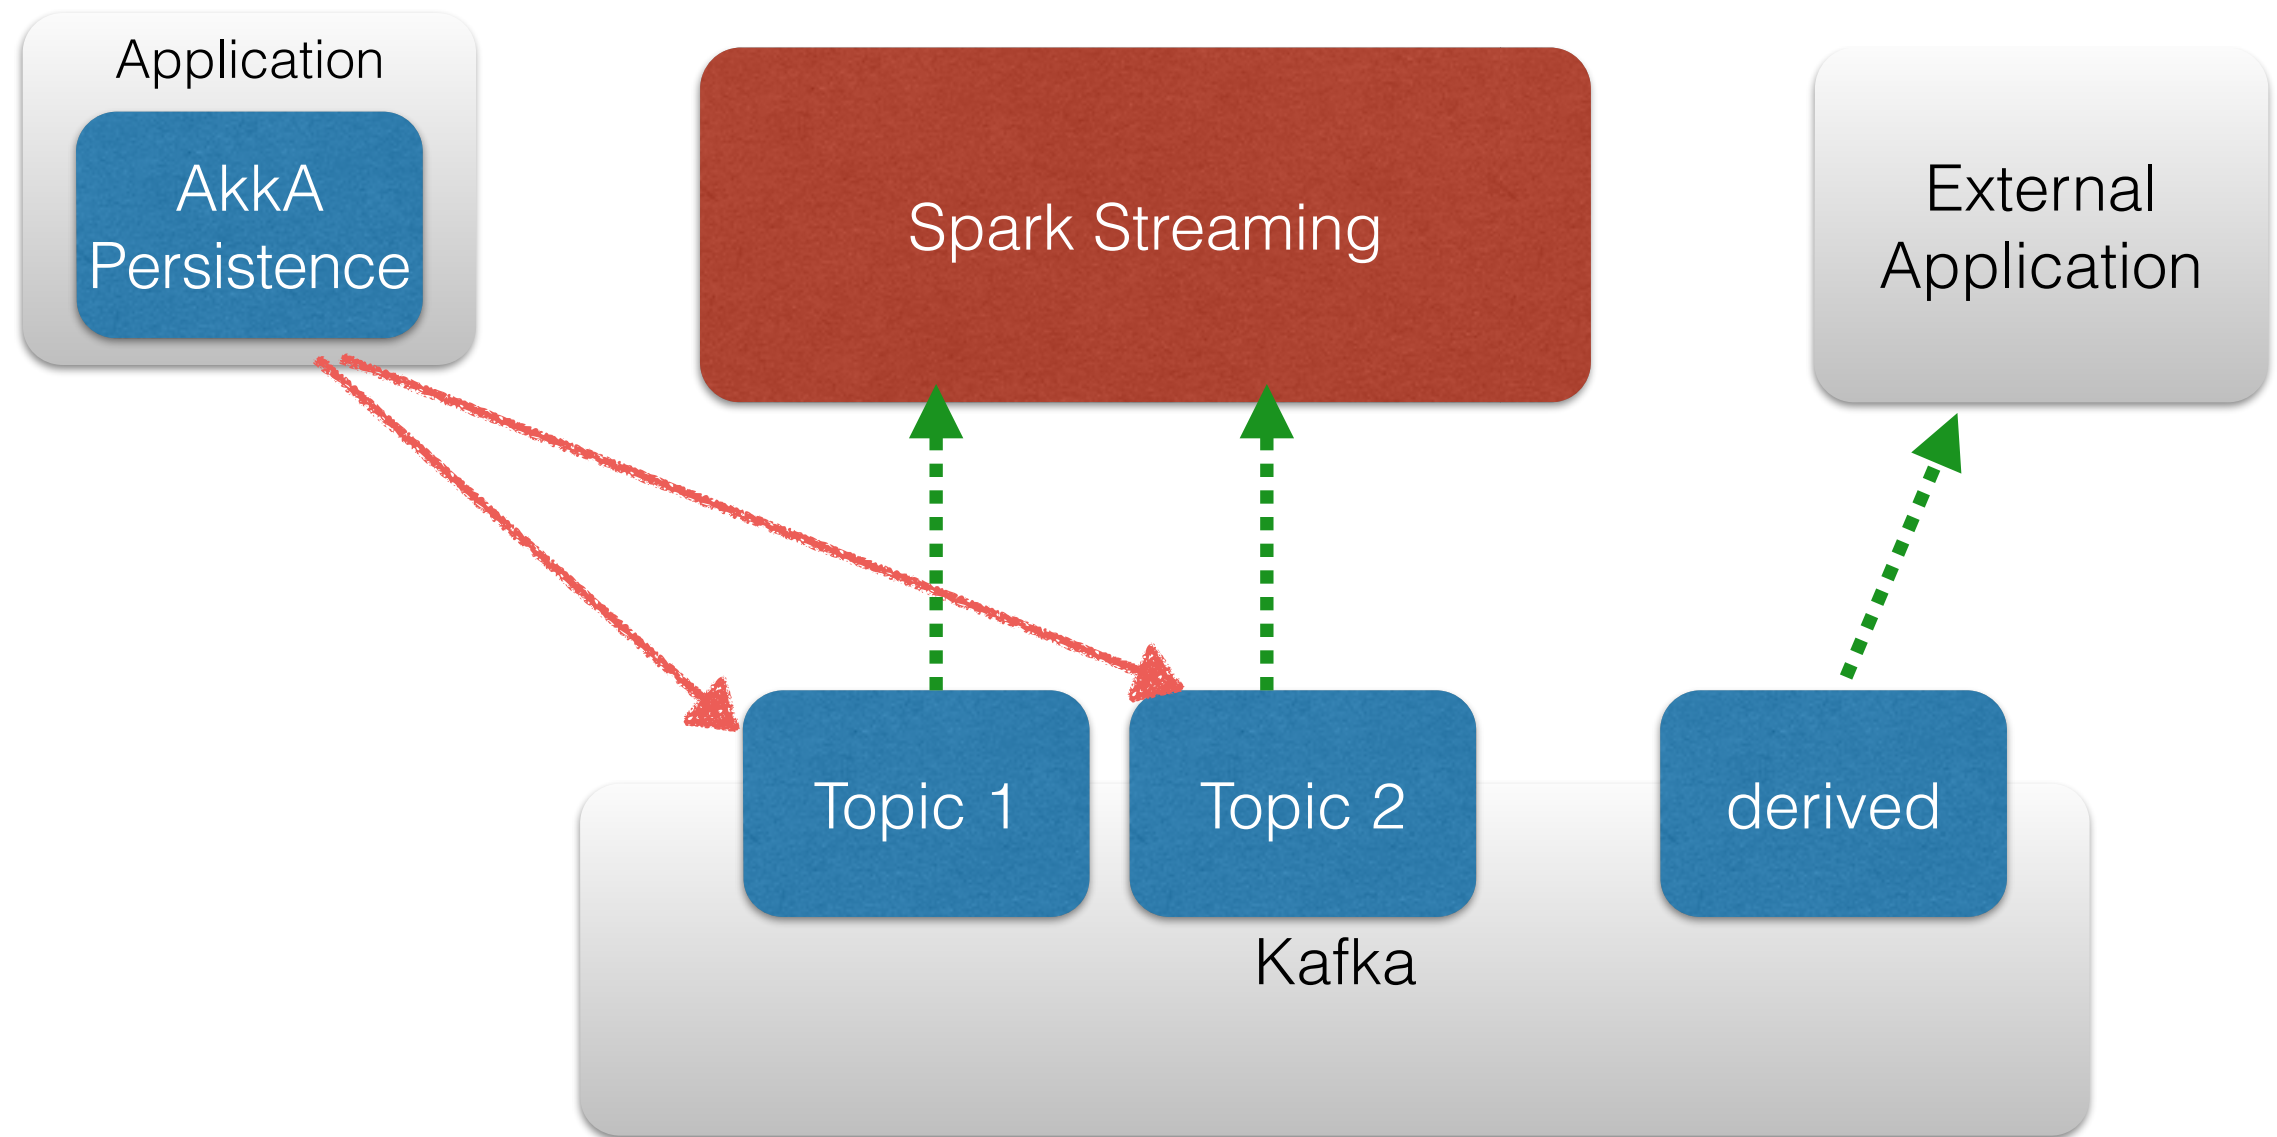 Application
AkkA
Persistence
Spark Streaming
External
Application
Topic 1
Topic 2
derived
Kafka